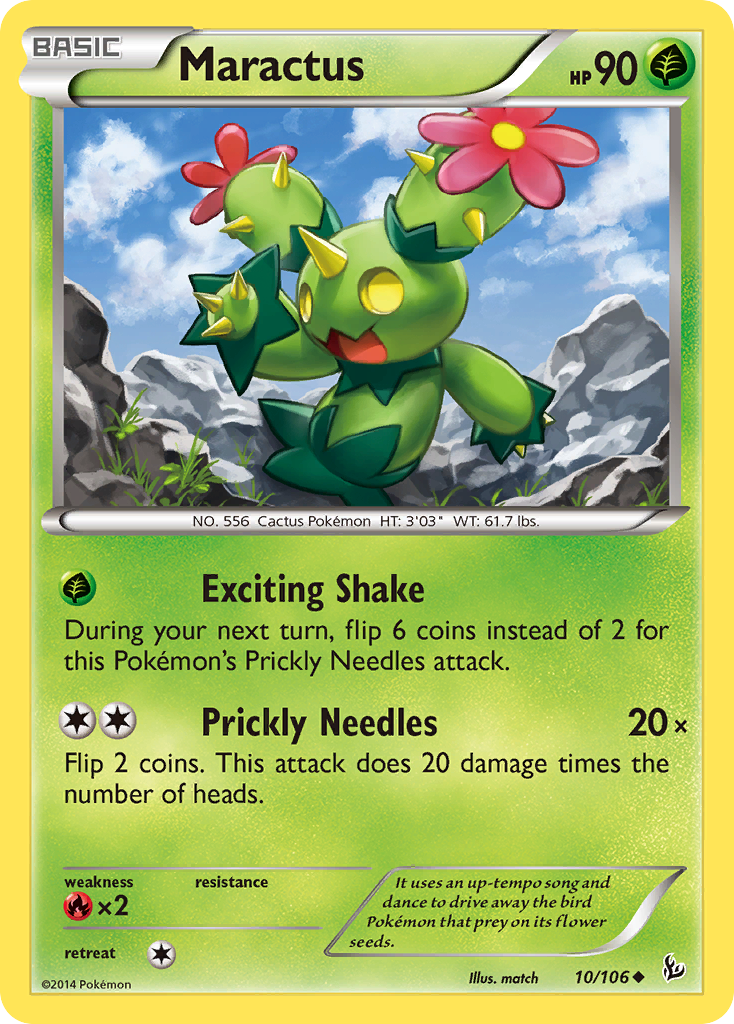 BASIC
Maractus
HP 90
NO. 556 Cactus Pokémon HT: 3'03" WT: 61.7 lbs.
Exciting Shake
During your next turn, flip 6 coins instead of 2 for
this Pokémon's Prickly Needles attack.
Prickly Needles 20×
Flip 2 coins. This attack does 20 damage times the
number of heads.
weakness resistance
×2
retreat
It uses an up-tempo song and
dance to drive away the bird
Pokémon that prey on its flower
seeds.
©2014 Pokémon
Illus. match 10/106